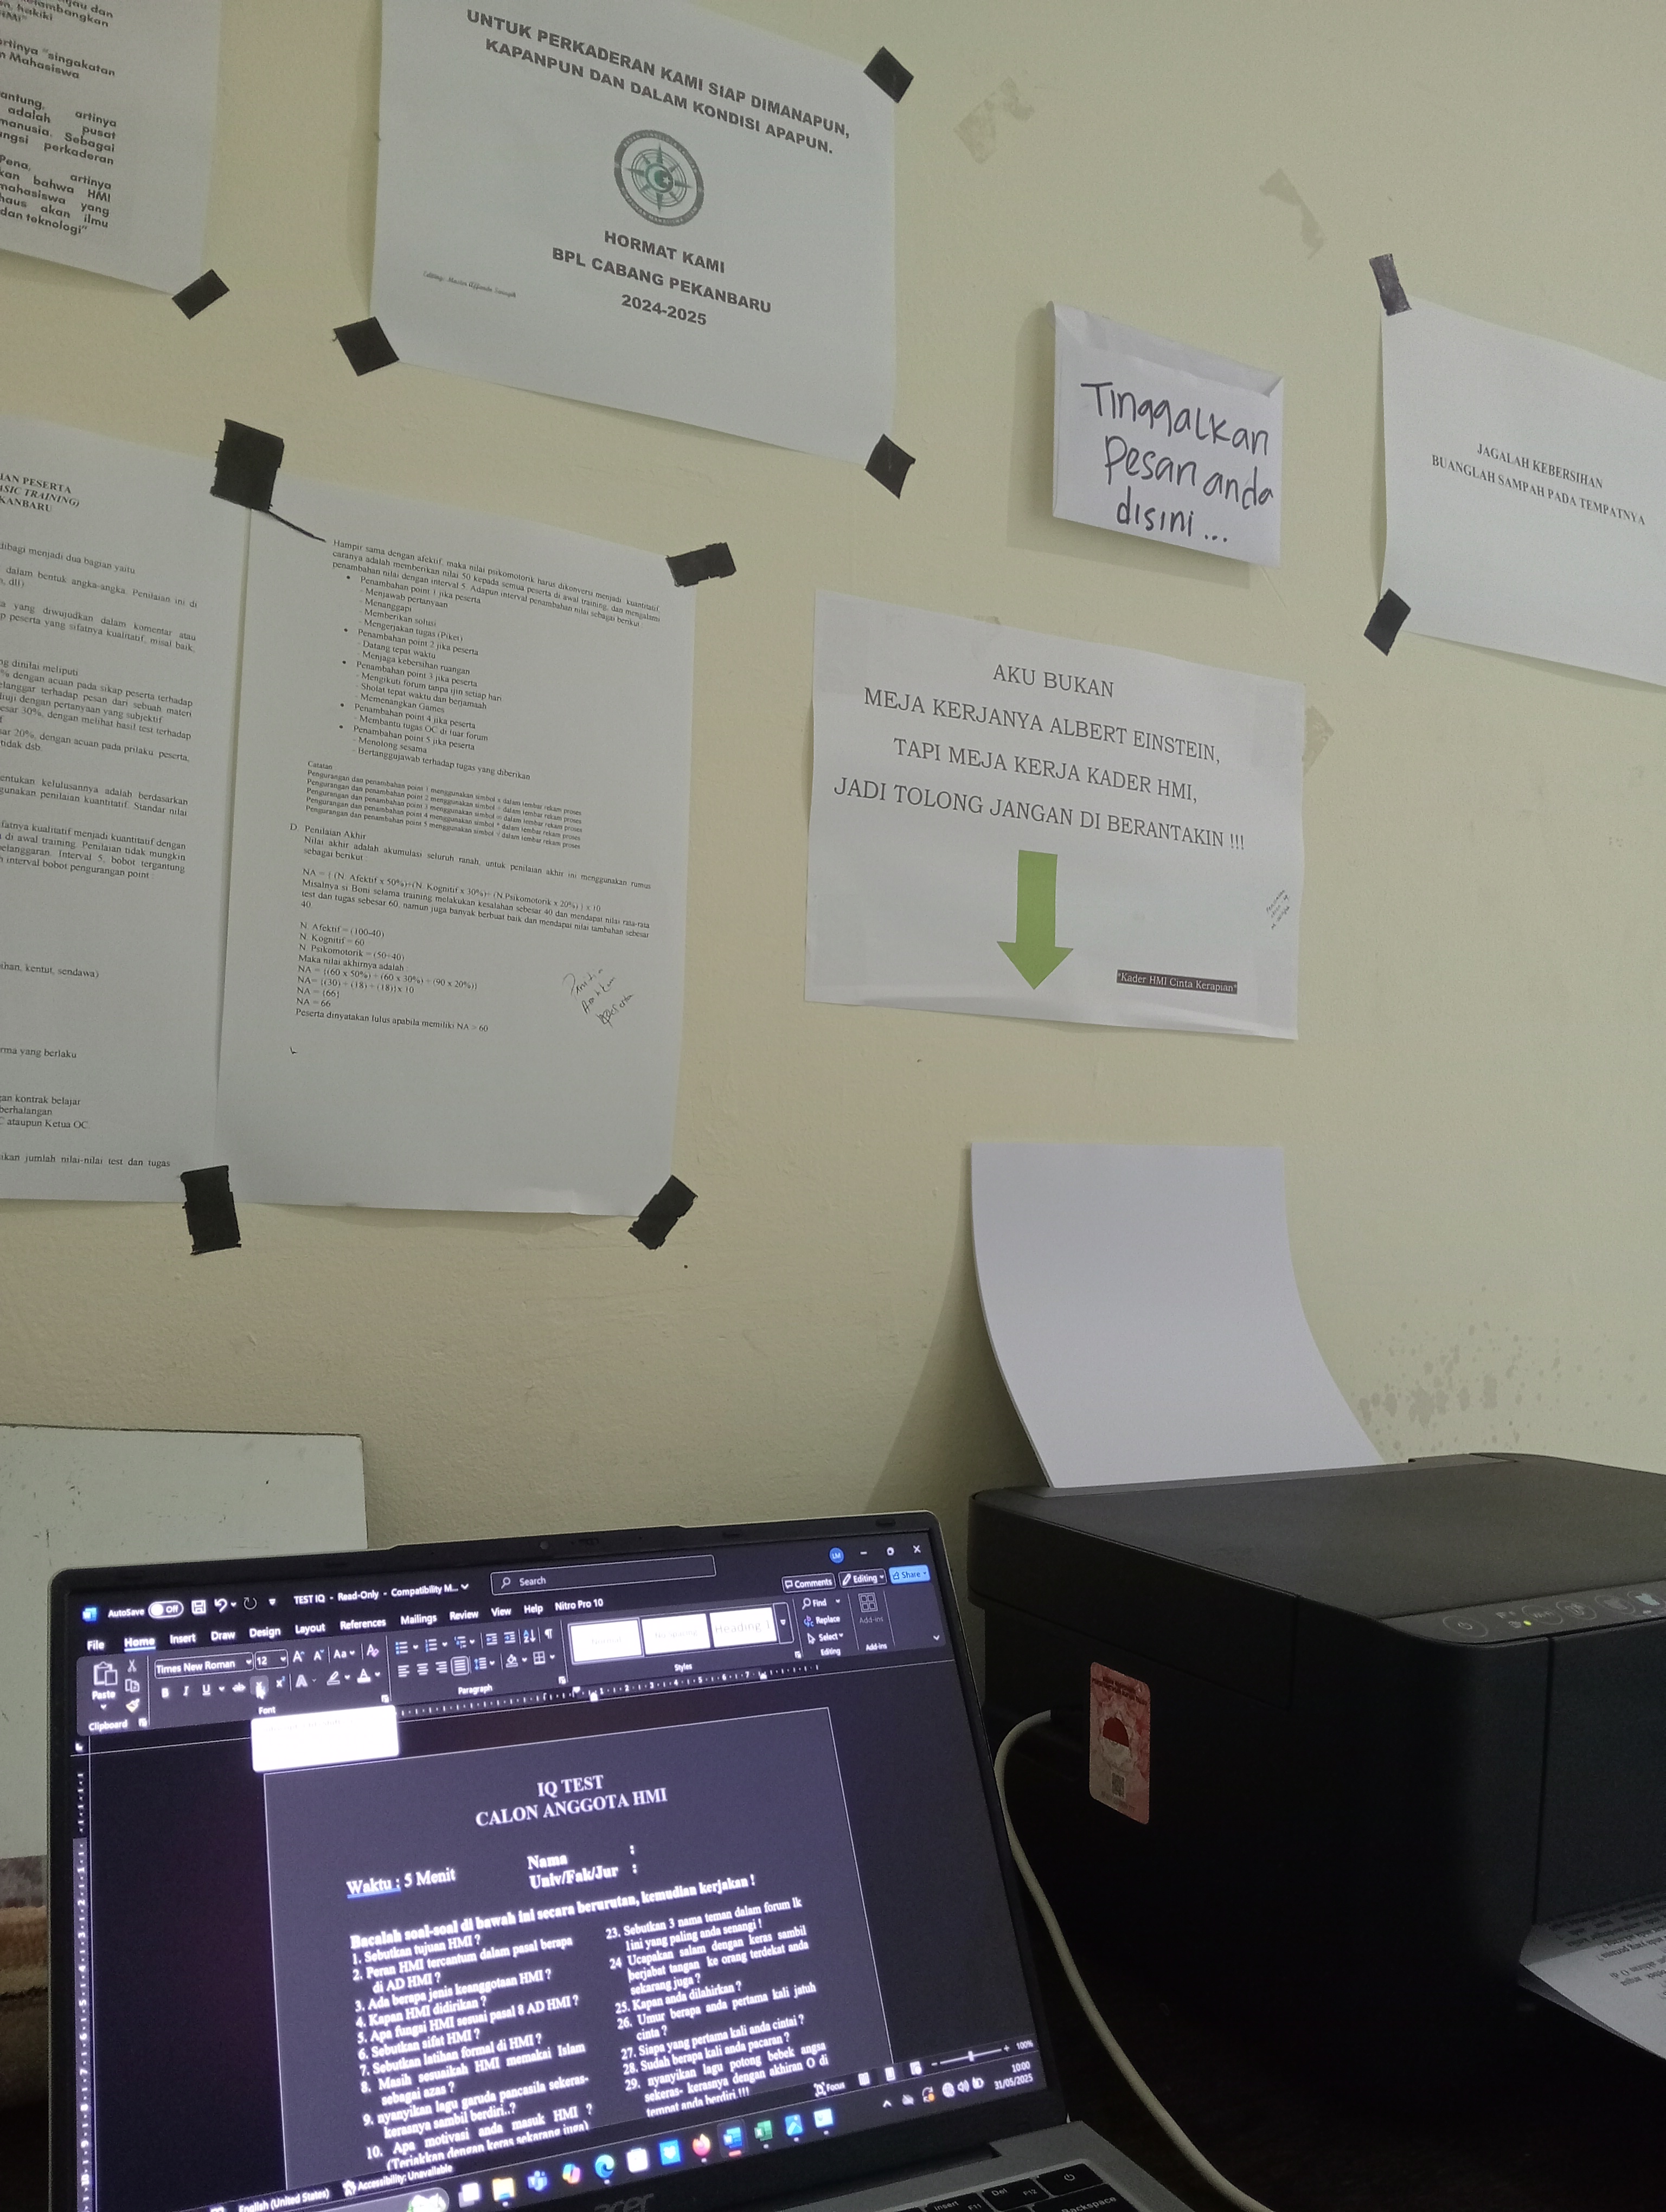 jau dan
elambangkan
n, hakiki
HMI"
artinya "singakatan
n Mahasiswa
antung, artinya
adalah pusat
manusia. Sebagai
ungsi perkaderan
Pena, artinya
kan bahwa HMI
mahasiswa yang
haus akan ilmu
dan teknologi"
UNTUK PERKADERAN KAMI SIAP DIMANAPUN,
KAPANPUN DAN DALAM KONDISI APAPUN.
HORMAT KAMI
BPL CABANG PEKANBARU
2024-2025
Tinggalkan
Pesan anda
disini ...
JAGALAH KEBERSIHAN
BUANGLAH SAMPAH PADA TEMPATNYA
IAN PESERTA
ASIC TRAINING)
KANBARU
dibagi menjadi dua bagian yaitu
dalam bentuk angka-angka. Penilaian ini di
n, dll)
a yang diwujudkan dalam komentar atau
p peserta yang sifatnya kualitatif, misal baik,
ng dinilai meliputi
% dengan acuan pada sikap peserta terhadap
elanggar terhadap pesan dari sebuah materi
diuji dengan pertanyaan yang subjektif
esar 30%, dengan melihat hasil test terhadap
sar 20%, dengan acuan pada prilaku peserta,
tidak dsb.
entukan kelulusannya adalah berdasarkan
gunakan penilaian kuantitatif. Standar nilai
fatnya kualitatif menjadi kuantitatif dengan
di awal training. Penilaian tidak mungkin
pelanggaran. Interval 5, bobot tergantung
h interval bobot pengurangan point
ihan, kentut, sendawa)
rma yang berlaku
gan kontrak belajar
berhalangan
C ataupun Ketua OC
ikan jumlah nilai-nilai test dan tugas
Hampir sama dengan afektif, maka nilai psikomotorik harus dikonversi menjadi kuantitatif,
caranya adalah memberikan nilai 50 kepada semua peserta di awal training, dan mengalami
penambahan nilai dengan interval 5. Adapun interval penambahan nilai sebagai berikut
• Penambahan point 1 jika peserta
- Menjawab pertanyaan
- Menanggapi
- Memberikan solusi
- Mengerjakan tugas (Piket)
• Penambahan point 2 jika peserta
- Datang tepat waktu
- Menjaga kebersihan ruangan
• Penambahan point 3 jika peserta
- Mengikuti forum tanpa ijin setiap hari
- Sholat tepat waktu dan berjamaah
- Memenangkan Games
• Penambahan point 4 jika peserta
- Membantu tugas OC di luar forum
• Penambahan point 5 jika peserta
- Menolong sesama
- Bertanggujawab terhadap tugas yang diberikan
Catatan
Pengurangan dan penambahan point 1 menggunakan simbol x dalam lembar rekam proses
Pengurangan dan penambahan point 2 menggunakan simbol dalam lembar rekam proses
Pengurangan dan penambahan point 3 menggunakan simbol dalam lembar rekam proses
Pengurangan dan penambahan point 4 menggunakan simbol dalam lembar rekam proses
Pengurangan dan penambahan point 5 menggunakan simbol dalam lembar rekam proses
D. Penilaian Akhir
Nilai akhir adalah akumulasi seluruh ranah, untuk penilaian akhir ini menggunakan rumus
sebagai berikut
NA = { (N. Afektif x 50%)+(N. Kognitif x 30%)+(N.Psikomotorik x 20%) } x 10
Misalnya si Boni selama training melakukan kesalahan sebesar 40 dan mendapat nilai rata-rata
test dan tugas sebesar 60, namun juga banyak berbuat baik dan mendapat nilai tambahan sebesar
40
N. Afektif = (100-40)
N. Kognitif = 60
N. Psikomotorik = (50+40)
Maka nilai akhirnya adalah
NA = {(60 x 50%) + (60 x 30%) + (90 x 20%)}
NA= {(30) + (18) + (18)} x 10
NA = {66}
NA = 66
Peserta dinyatakan lulus apabila memiliki NA > 60
AKU BUKAN
MEJA KERJANYA ALBERT EINSTEIN,
TAPI MEJA KERJA KADER HMI,
JADI TOLONG JANGAN DI BERANTAKIN !!!
"Kader HMI Cinta Kerapian"
AutoSave Off TEST IQ - Read-Only - Compatibility M... Search LM
File Home Insert Draw Design Layout References Mailings Review View Help Nitro Pro 10 Comments Editing Share
Paste Times New Roman 12 Find
Replace
Select
Add-ins
Clipboard Font Paragraph Styles Editing Add-ins
IQ TEST
CALON ANGGOTA HMI
Waktu : 5 Menit
Nama :
Univ/Fak/Jur :
Bacalah soal-soal di bawah ini secara berurutan, kemudian kerjakan !
1. Sebutkan tujuan HMI ?
2. Peran HMI tercantum dalam pasal berapa
di AD HMI ?
3. Ada berapa jenis keanggotaan HMI ?
4. Kapan HMI didirikan ?
5. Apa fungsi HMI sesuai pasal 8 AD HMI ?
6. Sebutkan sifat HMI ?
7. Sebutkan latihan formal di HMI ?
8. Masih sesuaikah HMI memakai Islam
sebagai azas ?
9. nyanyikan lagu garuda pancasila sekeras-
kerasnya sambil berdiri..?
10. Apa motivasi anda masuk HMI ?
(Teriakkan dengan keras sekarang juga)
23. Sebutkan 3 nama teman dalam forum lk
1ini yang paling anda senangi !
24 Ucapakan salam dengan keras sambil
berjabat tangan ke orang terdekat anda
sekarang juga ?
25. Kapan anda dilahirkan ?
26. Umur berapa anda pertama kali jatuh
cinta ?
27. Siapa yang pertama kali anda cintai ?
28. Sudah berapa kali anda pacaran ?
29. nyanyikan lagu potong bebek angsa
sekeras- kerasnya dengan akhiran O di
tempat anda berdiri !!!
English (United States) Accessibility: Unavailable Focus 100%
10:00
31/05/2025
acer
Insert F11 Del F12
Backspace